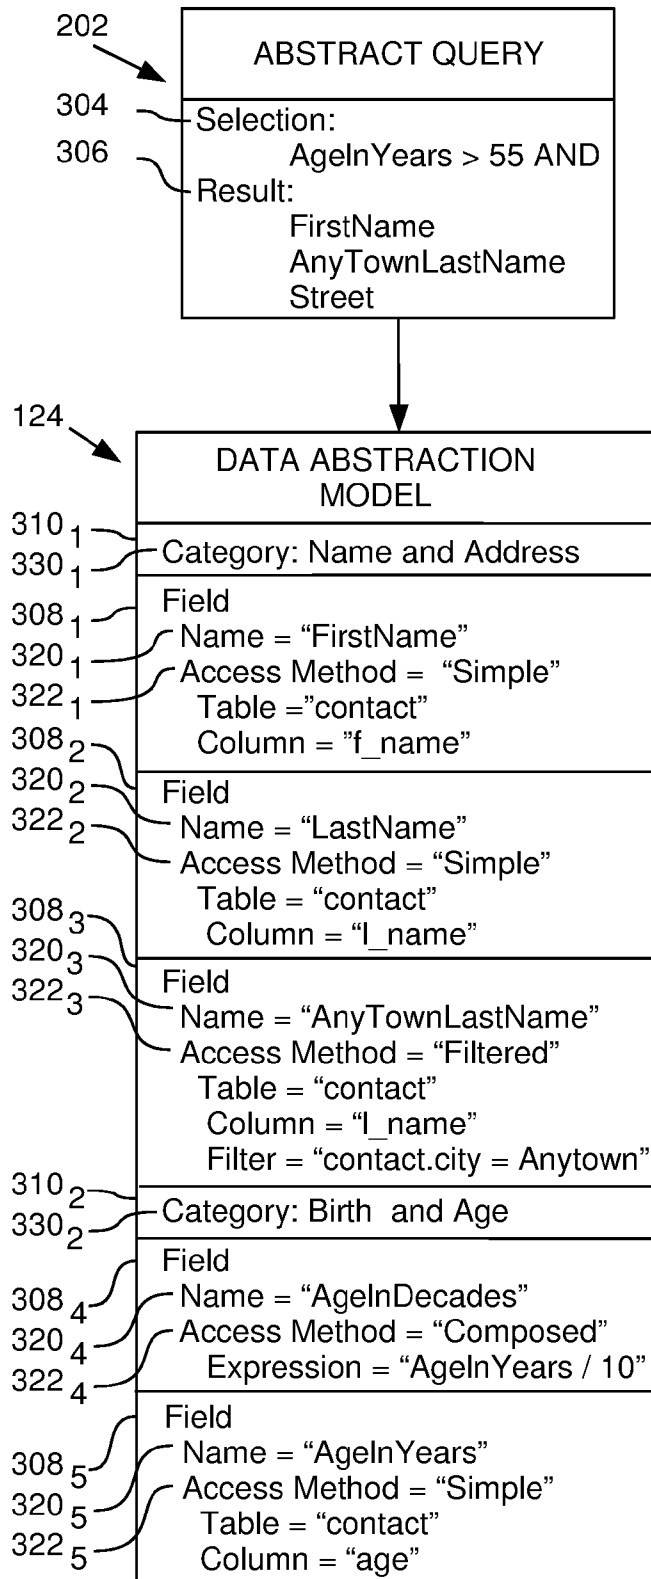 202
ABSTRACT QUERY
304
Selection:
AgeInYears > 55 AND
306
Result:
FirstName
AnyTownLastName
Street
124
DATA ABSTRACTION
MODEL
310 1
330 1
Category: Name and Address
308 1
Field
320 1
Name = “FirstName”
322 1
Access Method = “Simple”
Table =”contact”
Column = ”f_name”
308 2
Field
320 2
Name = “LastName”
322 2
Access Method = “Simple”
Table = “contact”
Column = “l_name”
308 3
Field
320 3
Name = “AnyTownLastName”
322 3
Access Method = “Filtered”
Table = “contact”
Column = “l_name”
Filter = “contact.city = Anytown”
310 2
330 2
Category: Birth and Age
308 4
Field
320 4
Name = “AgeInDecades”
322 4
Access Method = “Composed”
Expression = “AgeInYears / 10”
308 5
Field
320 5
Name = “AgeInYears”
322 5
Access Method = “Simple”
Table = “contact”
Column = “age”